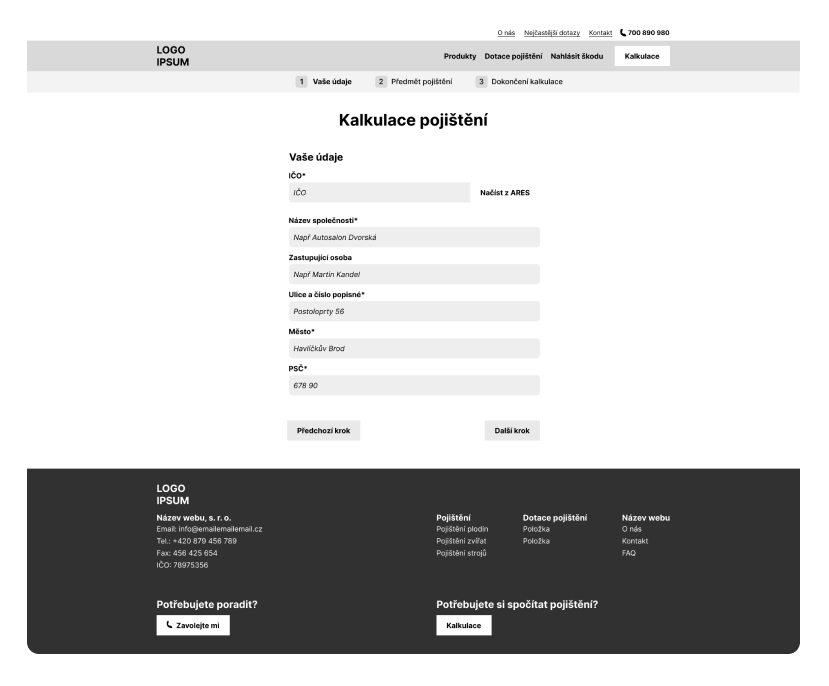 O nás Nejčastější dotazy Kontakt 700 890 980
LOGO
IPSUM
Produkty Dotace pojištění Nahlásit škodu Kalkulace
1 Vaše údaje 2 Předmět pojištění 3 Dokončení kalkulace
Kalkulace pojištění
Vaše údaje
IČO*
IČO Načíst z ARES
Název společnosti*
Např Autosalon Dvorská
Zastupující osoba
Např Martin Kandel
Ulice a číslo popisné*
Postoloprty 56
Město*
Havlíčkův Brod
PSČ*
678 90
Předchozí krok Další krok
LOGO
IPSUM
Název webu, s. r. o.
Email: info@emailemailemail.cz
Tel.: +420 879 456 789
Fax: 456 425 654
IČO: 78975356
Pojištění
Pojištění plodin
Pojištění zvířat
Pojištění strojů
Dotace pojištění
Položka
Položka
Název webu
O nás
Kontakt
FAQ
Potřebujete poradit?
Zavolejte mi
Potřebujete si spočítat pojištění?
Kalkulace